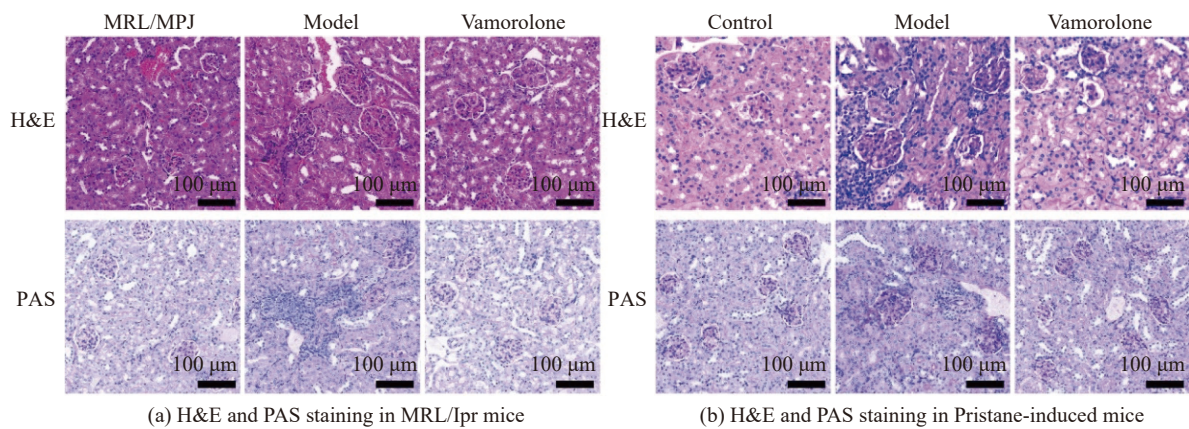 MRL/MPJ Model Vamorolone Control Model Vamorolone
H&E H&E
100 μm 100 μm 100 μm 100 μm 100 μm 100 μm
PAS PAS
100 μm 100 μm 100 μm 100 μm 100 μm 100 μm
(a) H&E and PAS staining in MRL/Ipr mice (b) H&E and PAS staining in Pristane-induced mice